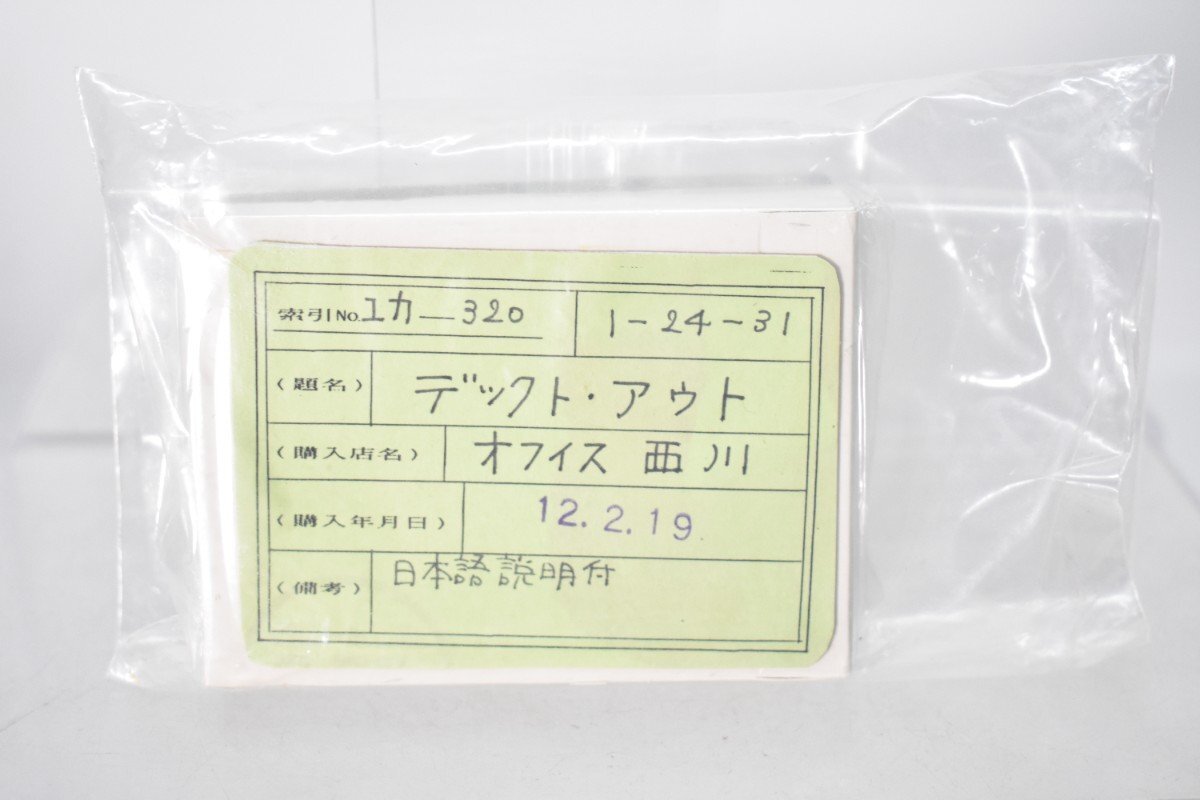 索引No.ユカ—320 1-24-31
(題名) デックト・アウト
(購入店名) オフイス 西川
(購入年月日) 12.2.19.
(備考) 日本語説明付